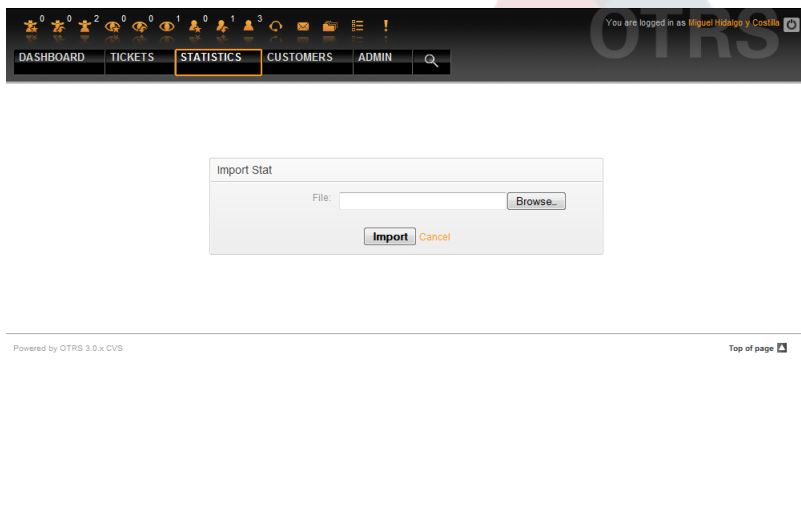 0 0 2 0 0 1 0 1 3
You are logged in as Miguel Hidalgo y Costilla
OTRS
DASHBOARD TICKETS STATISTICS CUSTOMERS ADMIN
Import Stat
File: Browse..
Import Cancel
Powered by OTRS 3.0.x CVS Top of page